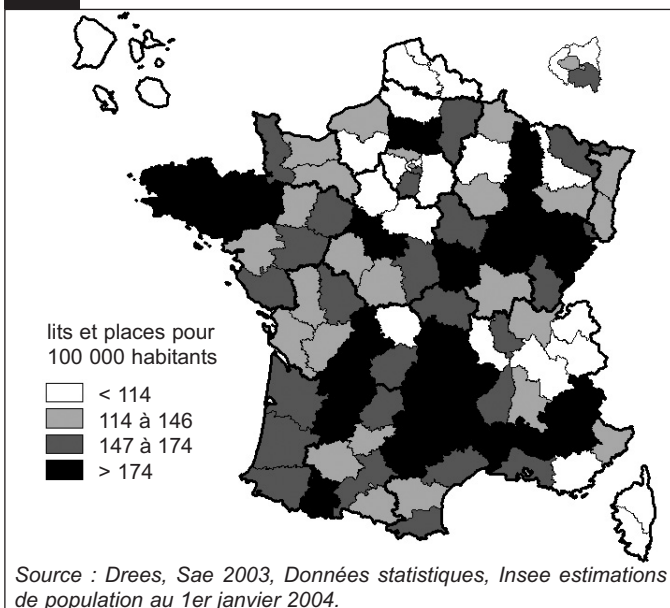 lits et places pour
100 000 habitants
< 114
114 à 146
147 à 174
> 174
Source : Drees, Sae 2003, Données statistiques, Insee estimations
de population au 1er janvier 2004.